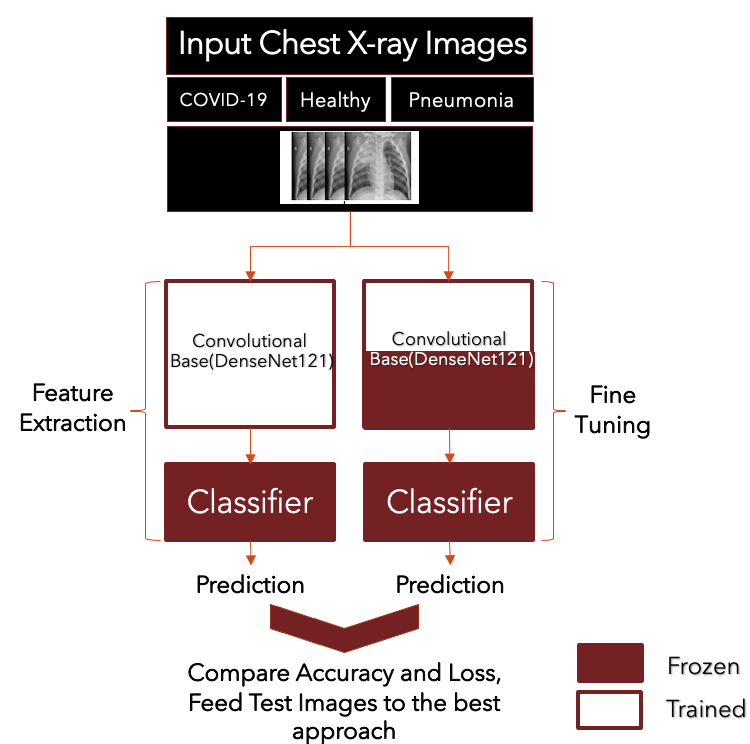 Input Chest X-ray Images
COVID-19
Healthy
Pneumonia
Convolutional
Base(DenseNet121)
Convolutional
Base(DenseNet121)
Feature
Extraction
Fine
Tuning
Classifier
Classifier
Prediction
Prediction
Compare Accuracy and Loss,
Feed Test Images to the best
approach
Frozen
Trained